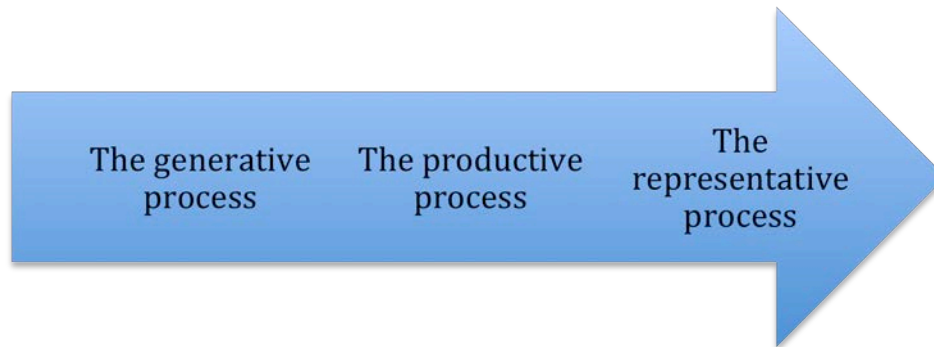 The generative
process
The productive
process
The
representative
process